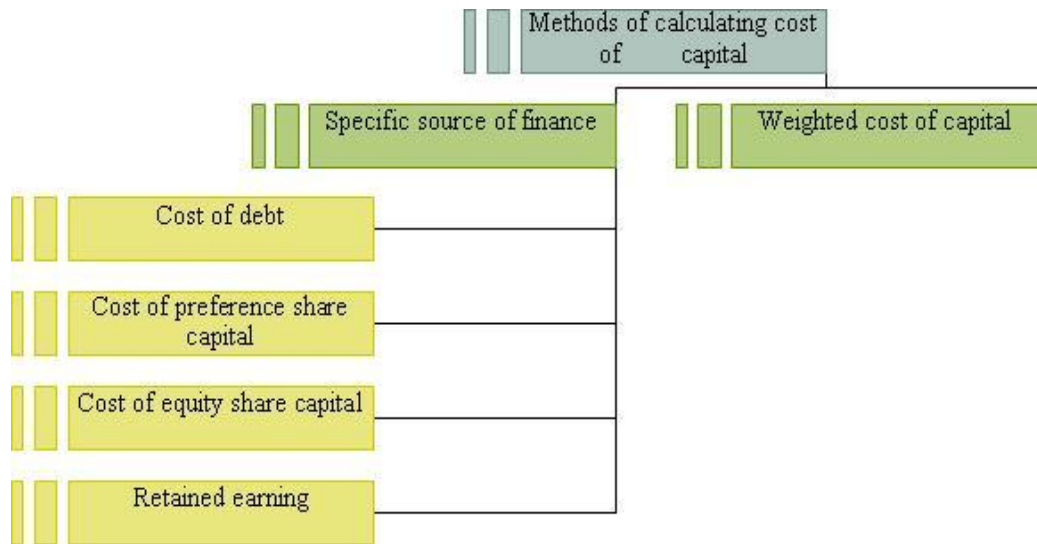 Methods of calculating cost
of capital
Specific source of finance
Weighted cost of capital
Cost of debt
Cost of preference share
capital
Cost of equity share capital
Retained earning